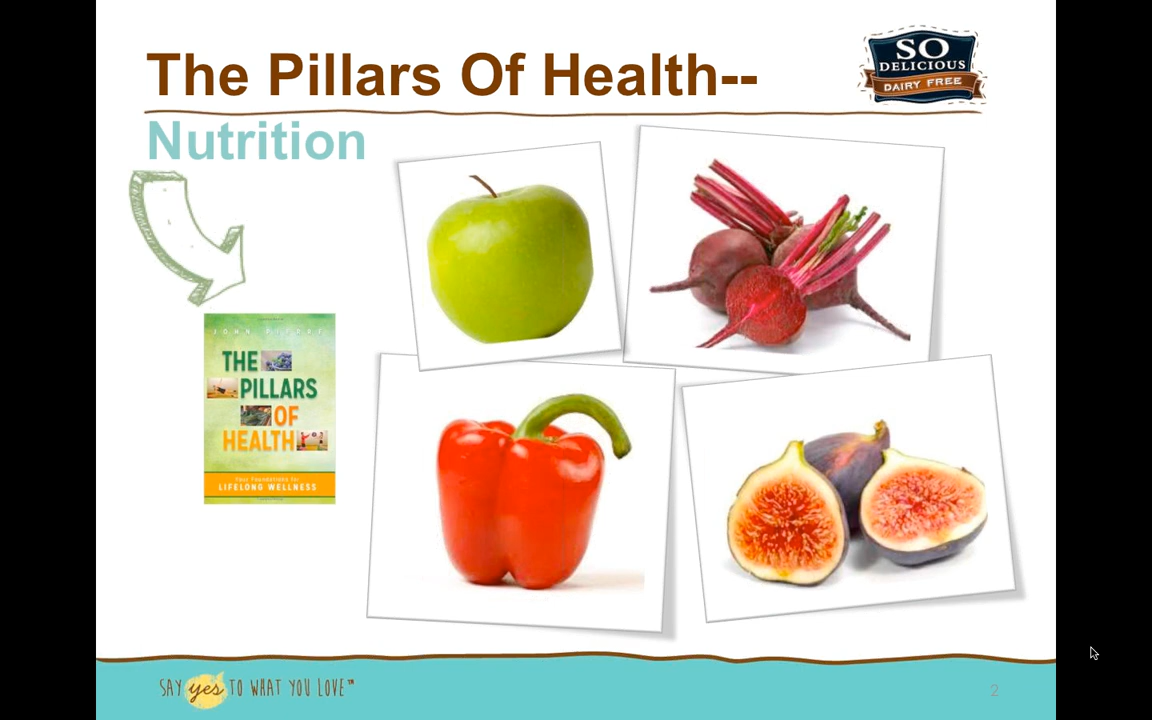 The Pillars Of Health--
Nutrition
SO
DELICIOUS
DAIRY FREE
JOHN PIERRE
THE
PILLARS
OF
HEALTH
Your Foundations for
LIFELONG WELLNESS
SAY yes TO WHAT YOU LOVE™
2